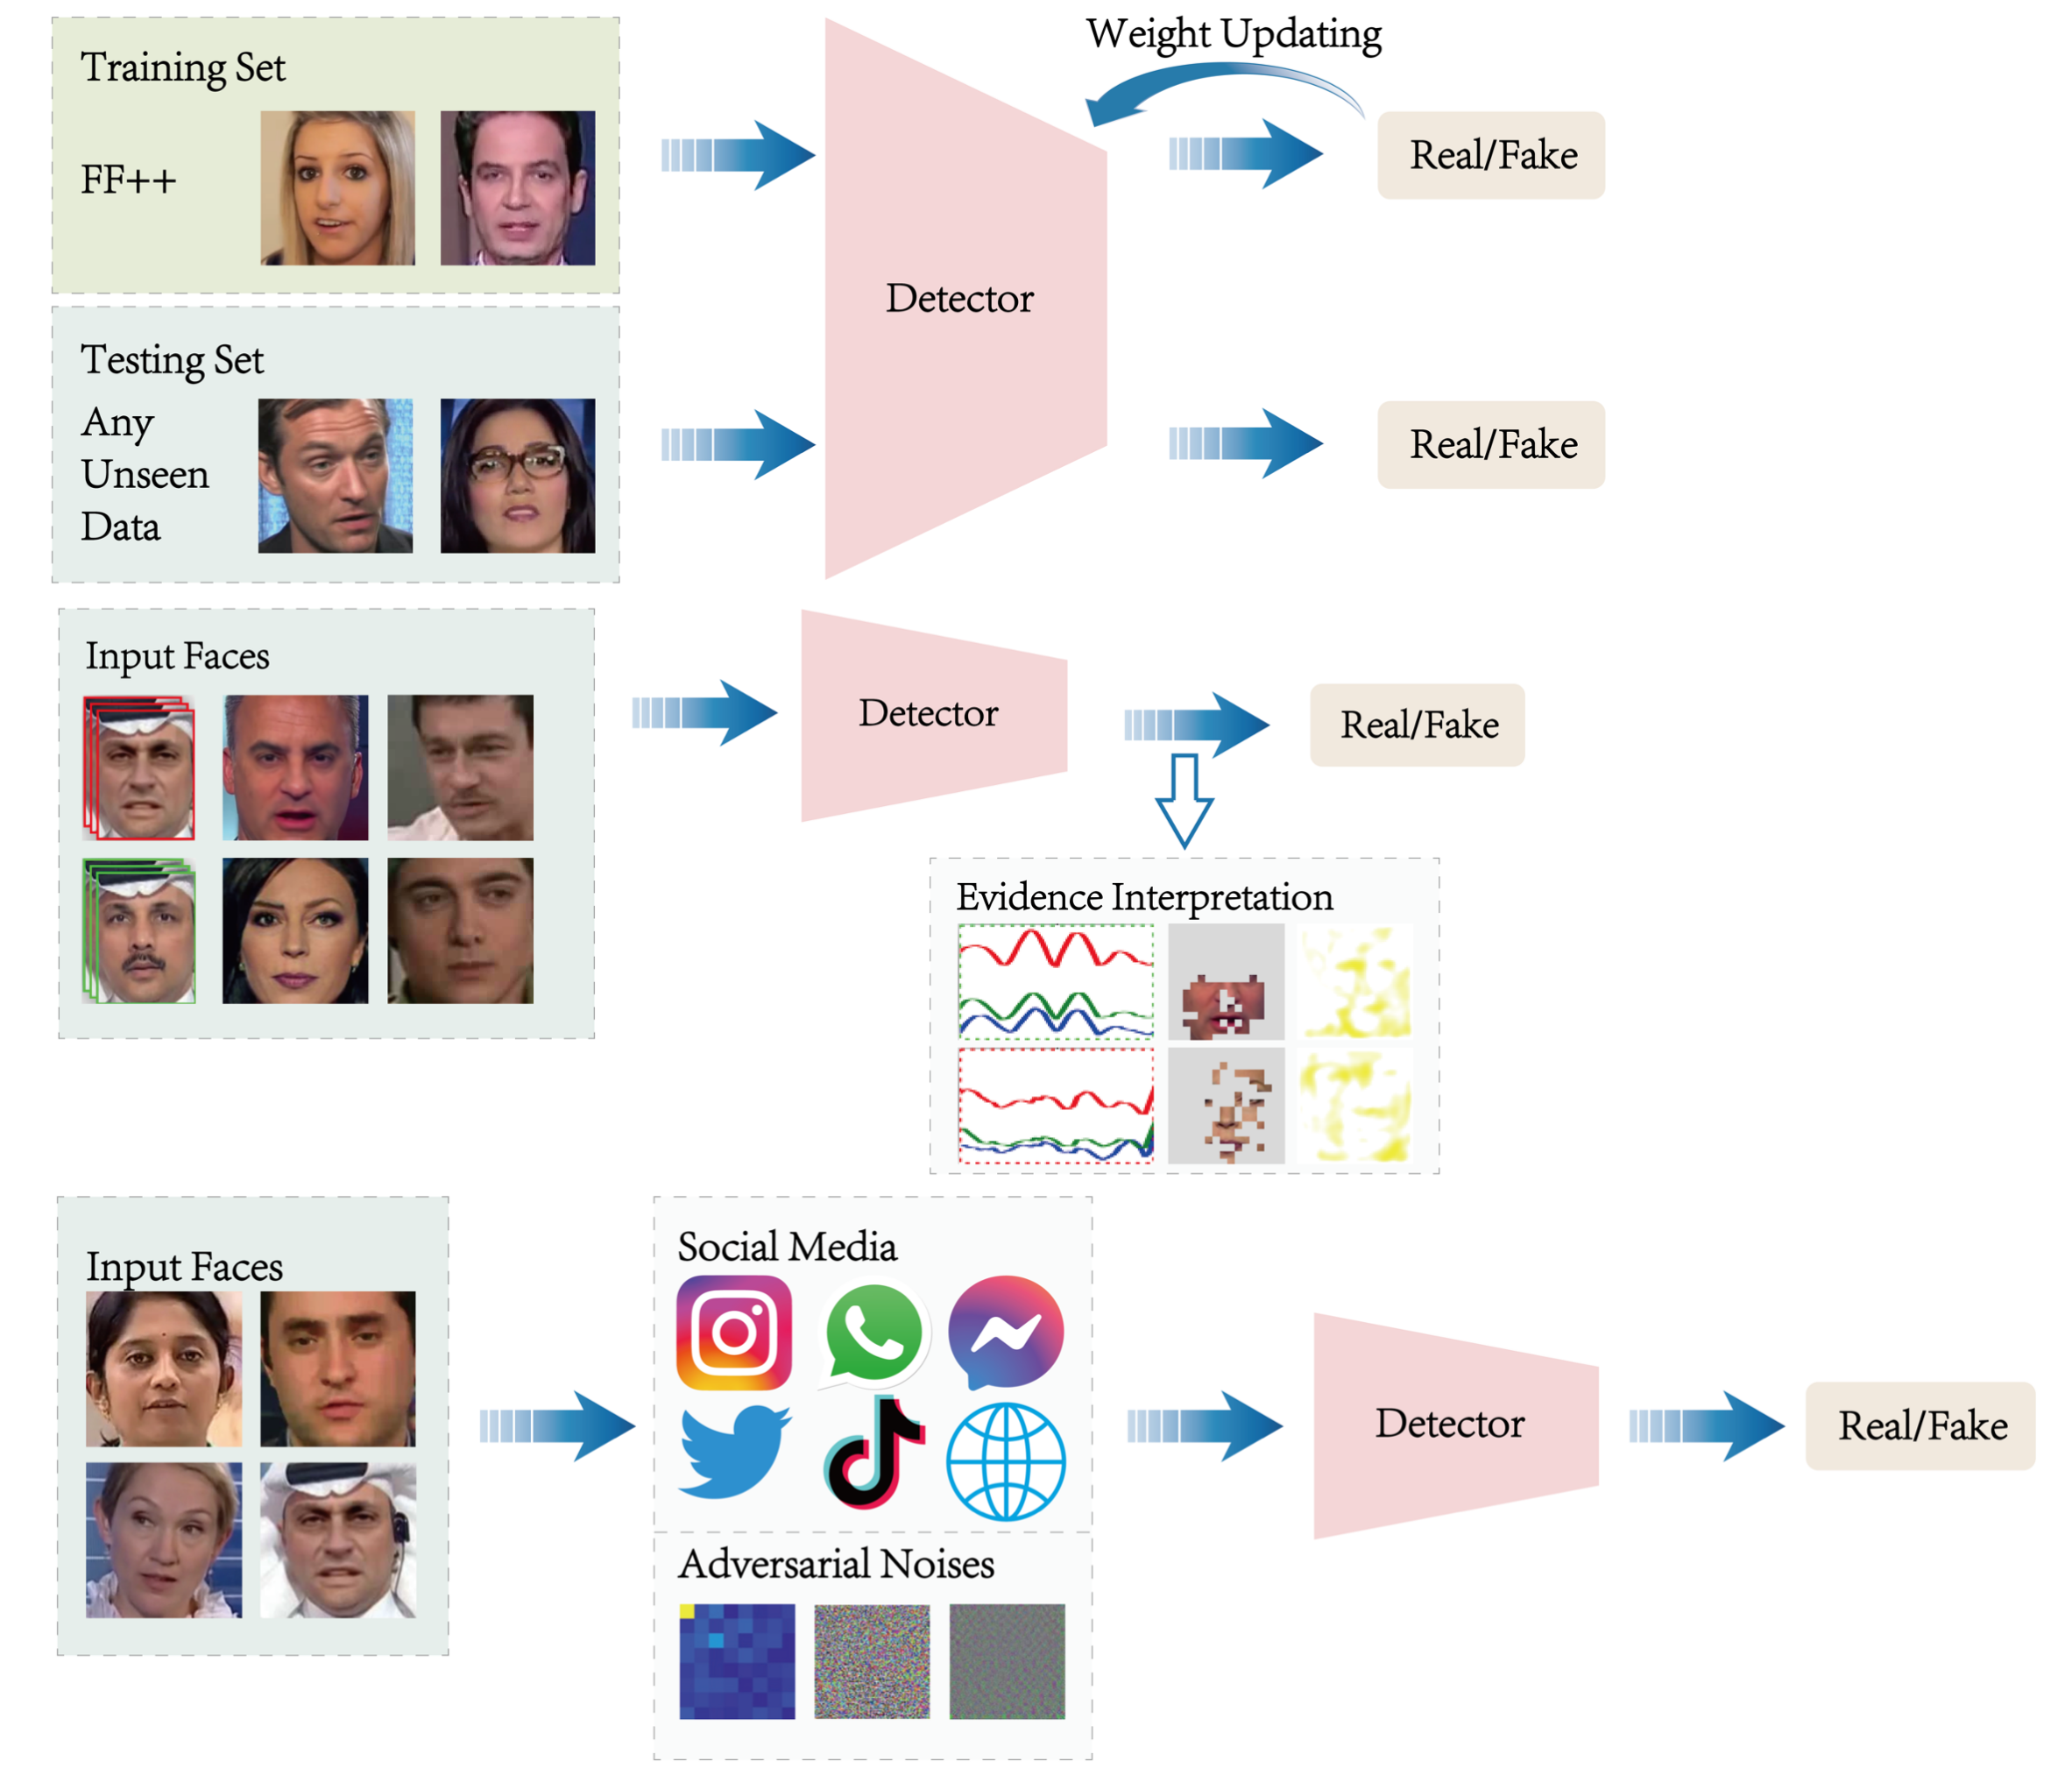 Weight Updating
Training Set
FF++
Real/Fake
Detector
Testing Set
Any
Unseen
Data
Real/Fake
Input Faces
Detector
Real/Fake
Evidence Interpretation
Input Faces
Social Media
Detector
Real/Fake
Adversarial Noises